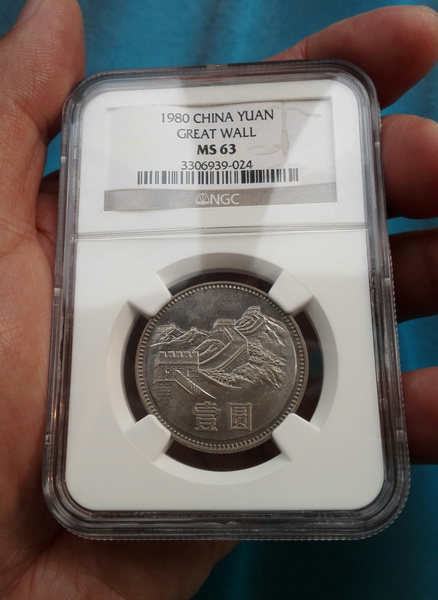 1980 CHINA YUAN
GREAT WALL
MS 63
3306939-024
NGC
壹圆